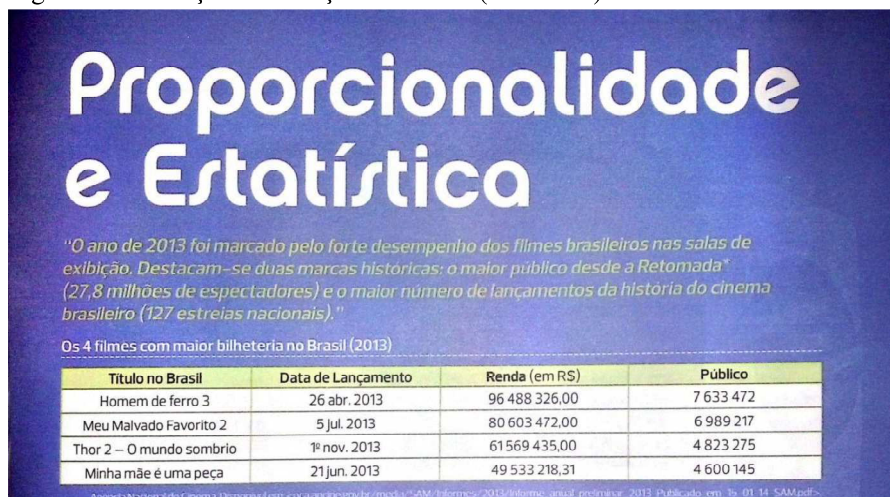 Proporcionalidade
e Estatística
"O ano de 2013 foi marcado pelo forte desempenho dos filmes brasileiros nas salas de
exibição. Destacam-se duas marcas históricas: o maior público desde a Retomada*
(27,8 milhões de espectadores) e o maior número de lançamentos da história do cinema
brasileiro (127 estreias nacionais)."
Os 4 filmes com maior bilheteria no Brasil (2013)
Título no Brasil Data de Lançamento Renda (em R$) Público
Homem de ferro 3 26 abr. 2013 96 488 326,00 7 633 472
Meu Malvado Favorito 2 5 jul. 2013 80 603 472,00 6 989 217
Thor 2 – O mundo sombrio 1º nov. 2013 61 569 435,00 4 823 275
Minha mãe é uma peça 21 jun. 2013 49 533 218,31 4 600 145